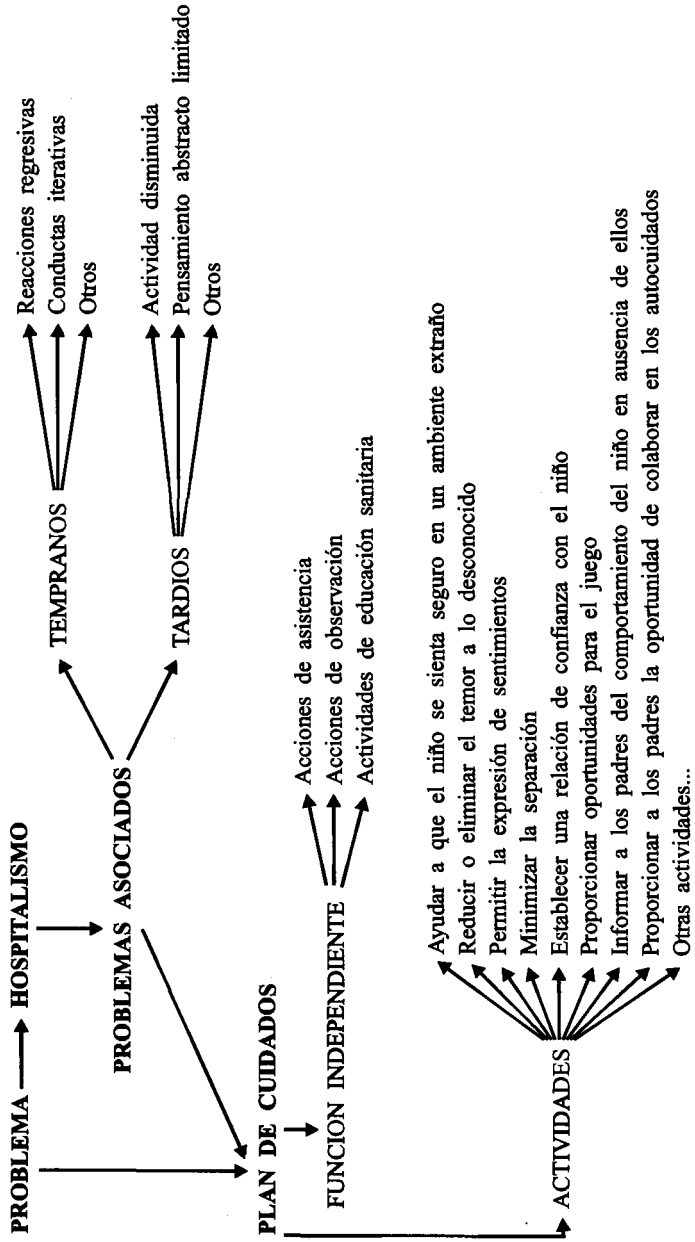 PROBLEMA HOSPITALISMO
PROBLEMAS ASOCIADOS
TEMPRANOS
Reacciones regresivas
Conductas iterativas
Otros
TARDIOS
Actividad disminuida
Pensamiento abstracto limitado
Otros
PLAN DE CUIDADOS
FUNCION INDEPENDIENTE
Acciones de asistencia
Acciones de observación
Actividades de educación sanitaria
ACTIVIDADES
Ayudar a que el niño se sienta seguro en un ambiente extraño
Reducir o eliminar el temor a lo desconocido
Permitir la expresión de sentimientos
Minimizar la separación
Establecer una relación de confianza con el niño
Proporcionar oportunidades para el juego
Informar a los padres del comportamiento del niño en ausencia de ellos
Proporcionar a los padres la oportunidad de colaborar en los autocuidados
Otras actividades...